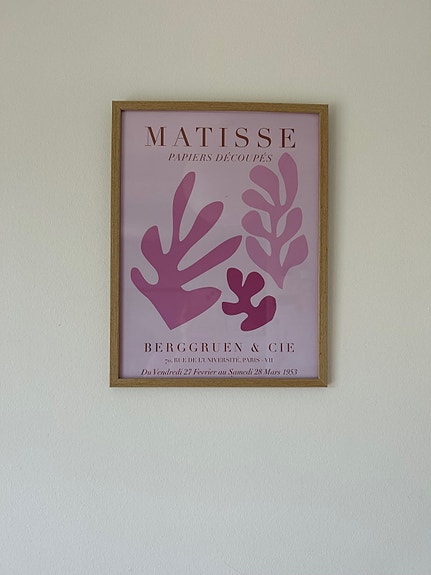 MATISSE
PAPIERS DÉCOUPÉS
BERGGRUEN & CIE
70, RUE DE L'UNIVERSITÉ, PARIS - VII
Du Vendredi 27 Fevrier au Samedi 28 Mars 1953